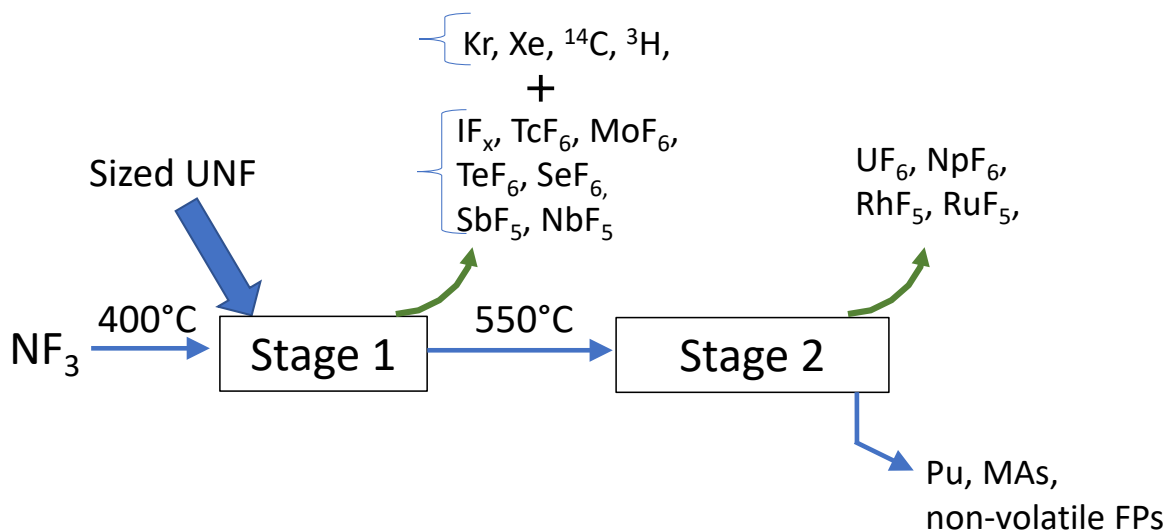 Kr, Xe, ¹⁴C, ³H,
+
IFₓ, TcF₆, MoF₆,
TeF₆, SeF₆,
SbF₅, NbF₅
Sized UNF
UF₆, NpF₆,
RhF₅, RuF₅,
NF₃
400°C
Stage 1
550°C
Stage 2
Pu, MAs,
non-volatile FPs